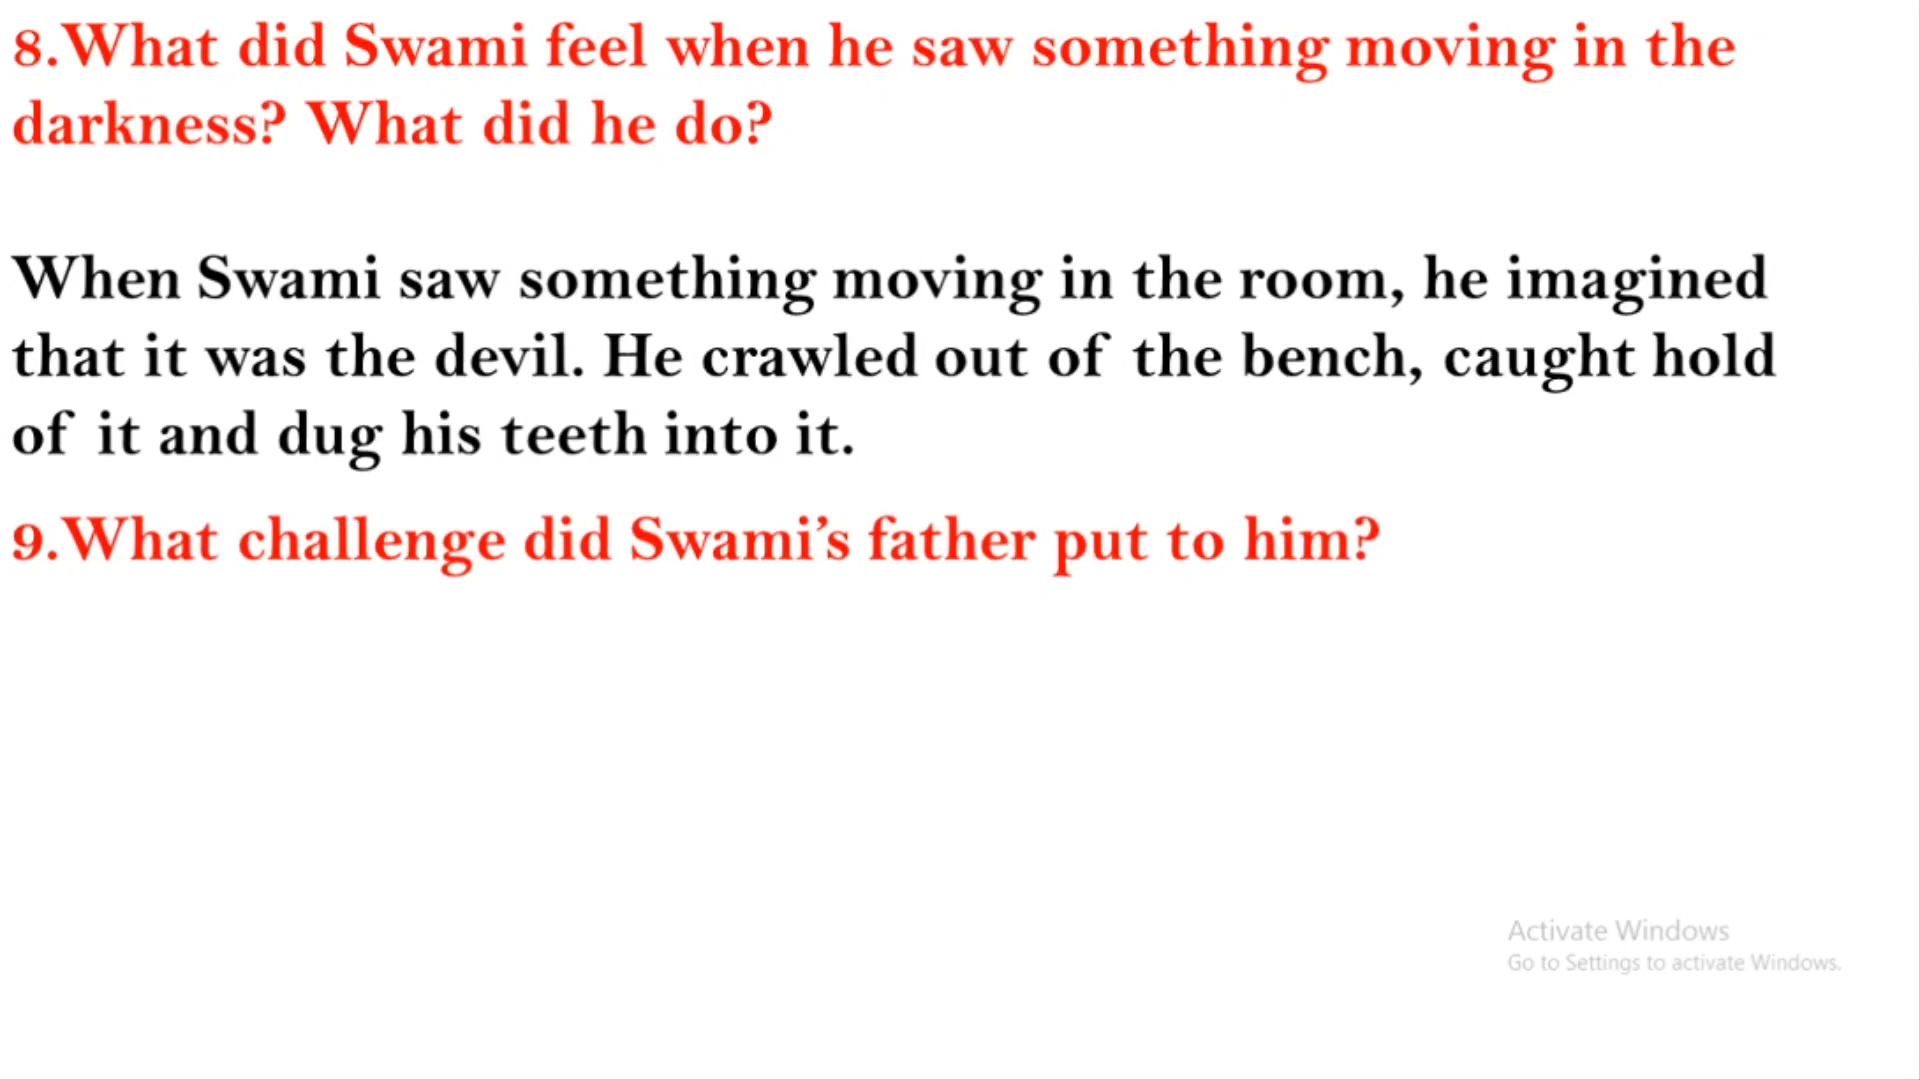 8.What did Swami feel when he saw something moving in the
darkness? What did he do?
When Swami saw something moving in the room, he imagined
that it was the devil. He crawled out of the bench, caught hold
of it and dug his teeth into it.
9.What challenge did Swami’s father put to him?
Activate Windows
Go to Settings to activate Windows.